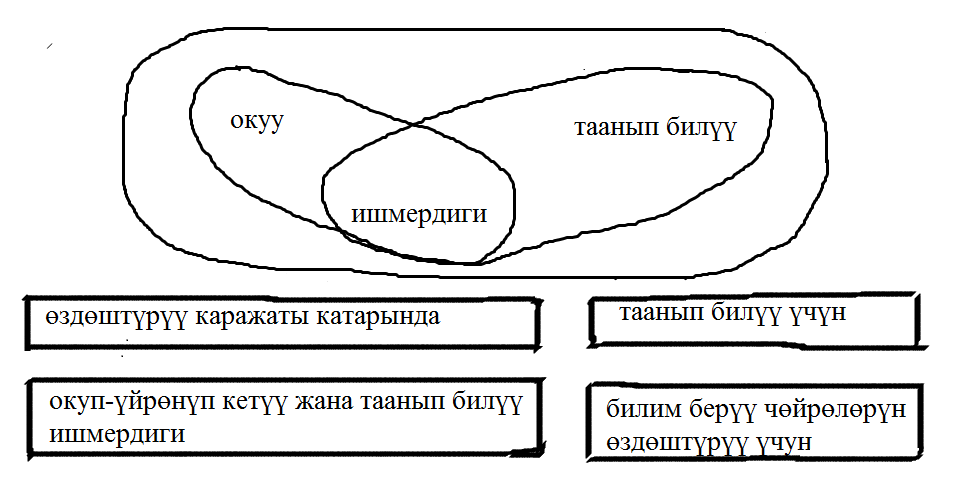 окуу
таанып билүү
ишмердиги
өздөштүрүү каражаты катарында
таанып билүү үчүн
окуп-үйрөнүп кетүү жана таанып билүү
ишмердиги
билим берүү чөйрөлөрүн
өздөштүрүү үчун